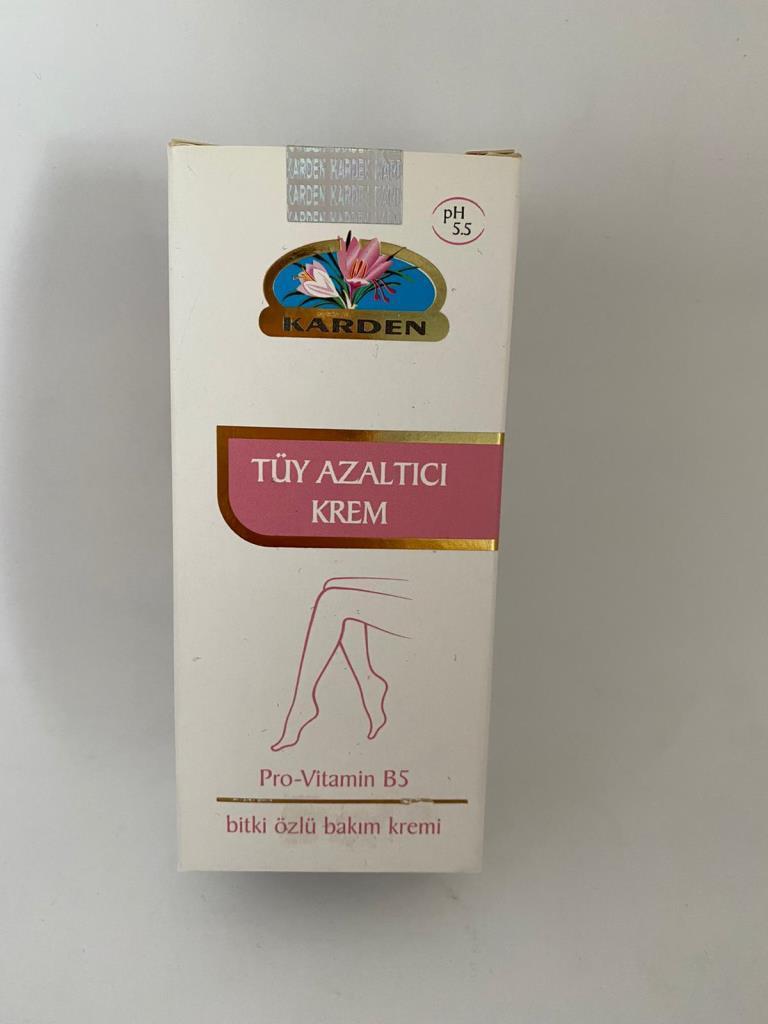 KARDEN KARDEN KARDEN
KARDEN KARDEN
KARDEN KARDEN
pH
5.5
KARDEN
TÜY AZALTICI
KREM
Pro-Vitamin B5
bitki özlü bakım kremi